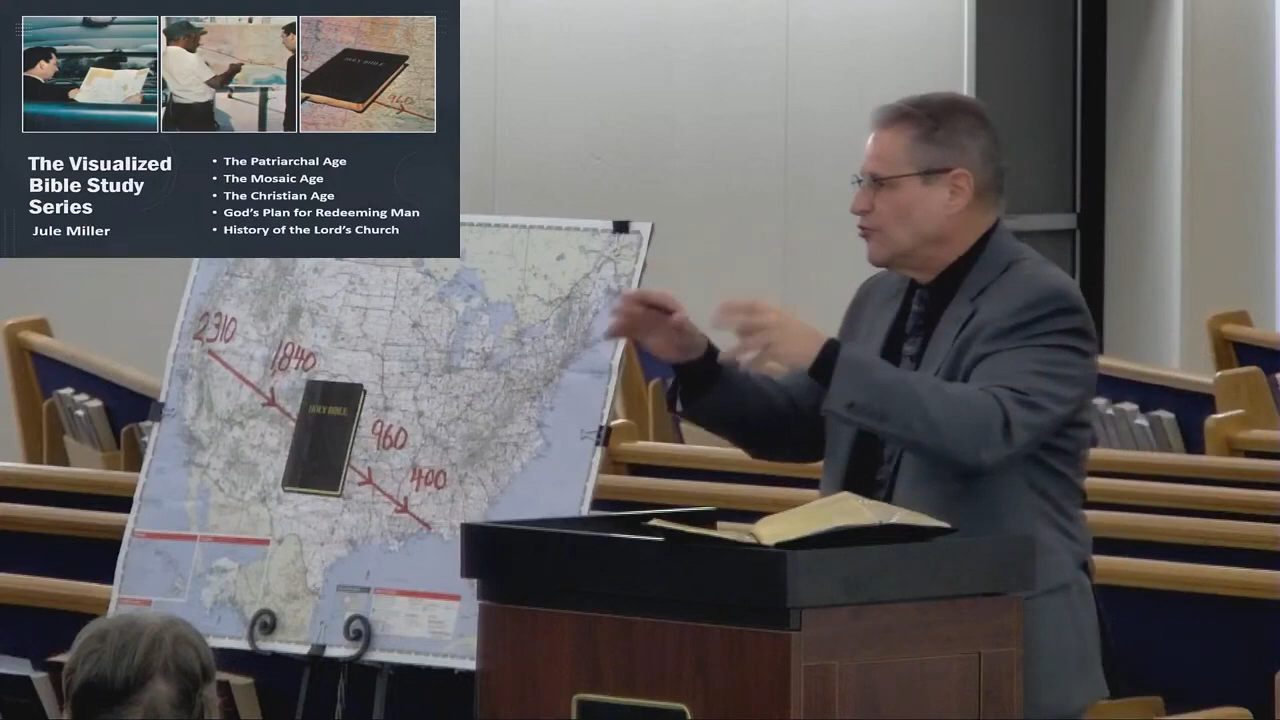 HOLY BIBLE
960
The Visualized
Bible Study
Series
Jule Miller
• The Patriarchal Age
• The Mosaic Age
• The Christian Age
• God's Plan for Redeeming Man
• History of the Lord's Church
2310
1840
HOLY BIBLE
960
400